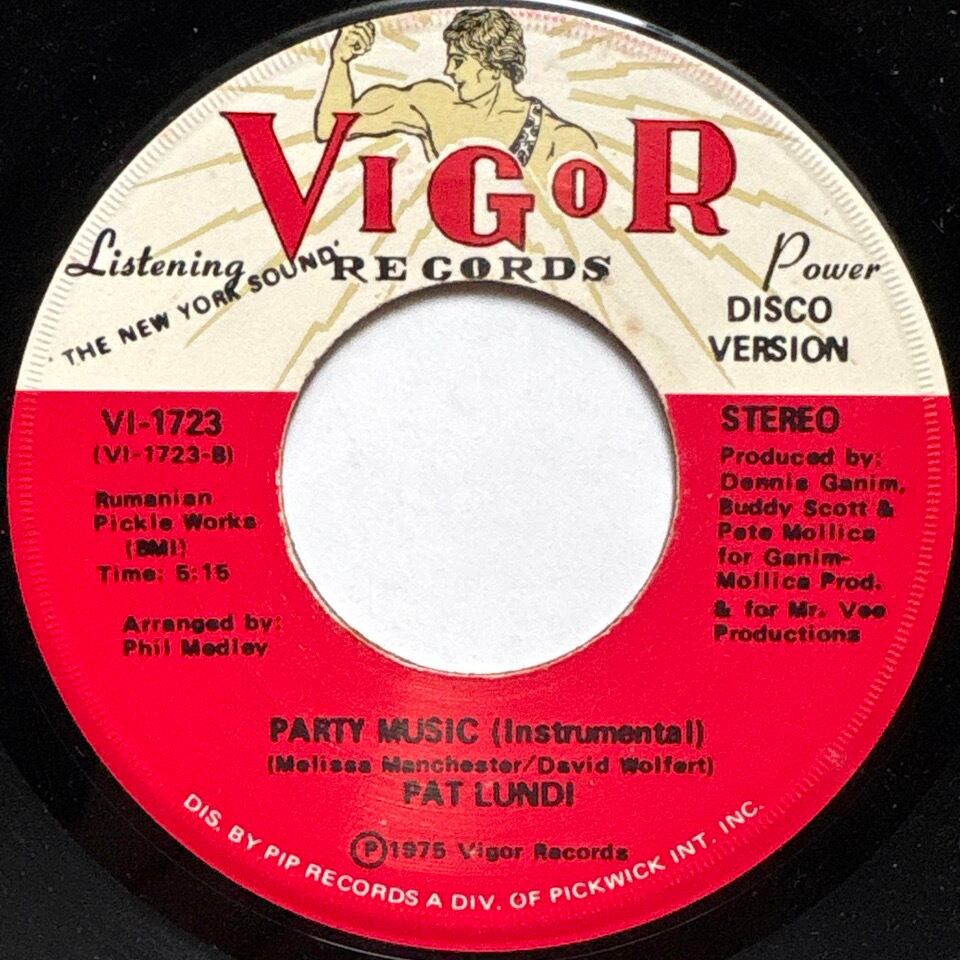 VIGOR
RECORDS
Listening
Power
THE NEW YORK SOUND
DISCO
VERSION
VI-1723
(VI-1723-B)
Rumanian
Pickle Works
(BMI)
Time: 5:15
Arranged by:
Phil Medley
STEREO
Produced by:
Dennis Ganim,
Buddy Scott &
Pete Mollica
for Ganim-
Mollica Prod.
& for Mr. Vee
Productions
PARTY MUSIC (Instrumental)
(Melissa Manchester/David Wolfert)
PAT LUNDI
Ⓟ1975 Vigor Records
DIS. BY PIP RECORDS A DIV. OF PICKWICK INT. INC.